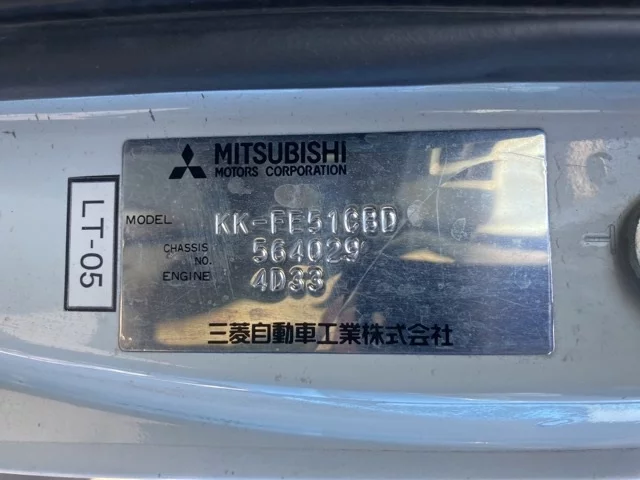 MITSUBISHI
MOTORS CORPORATION
MODEL KK-FE51CBD
CHASSIS NO. 564029
ENGINE 4D33
三菱自動車工業株式会社
LT-05